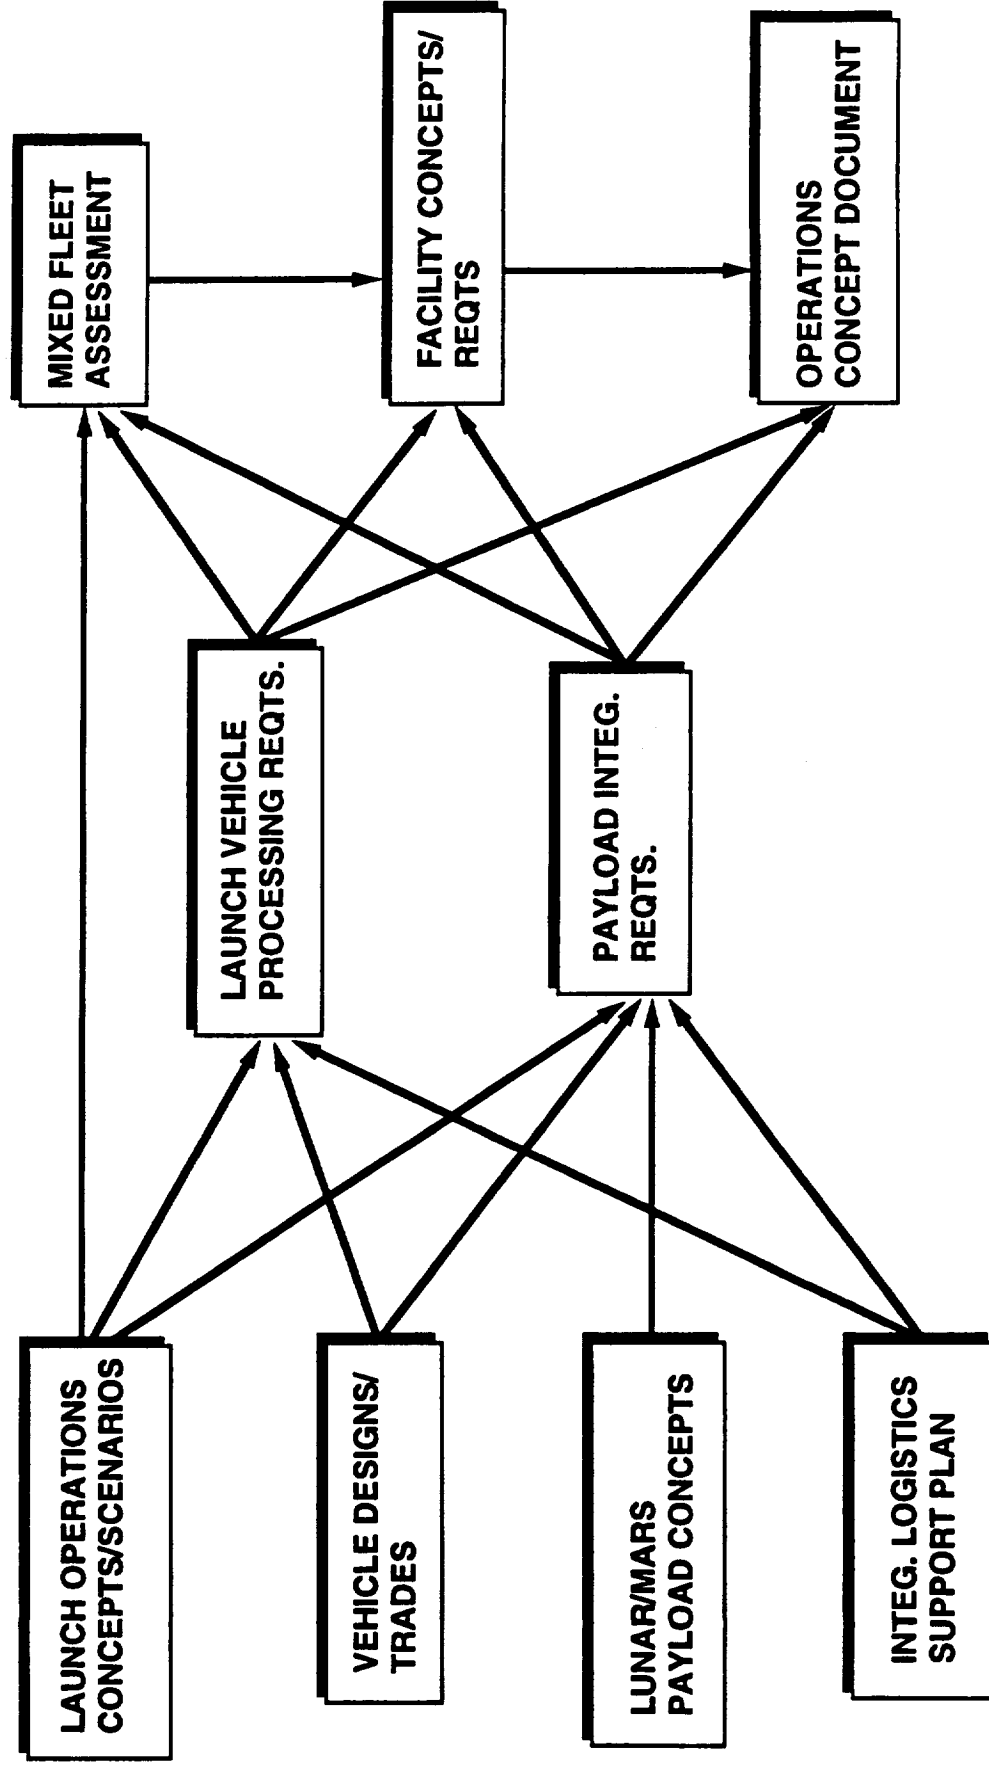 LAUNCH OPERATIONS
CONCEPTS/SCENARIOS
VEHICLE DESIGNS/
TRADES
LUNAR/MARS
PAYLOAD CONCEPTS
INTEG. LOGISTICS
SUPPORT PLAN
LAUNCH VEHICLE
PROCESSING REQTS.
PAYLOAD INTEG.
REQTS.
MIXED FLEET
ASSESSMENT
FACILITY CONCEPTS/
REQTS
OPERATIONS
CONCEPT DOCUMENT